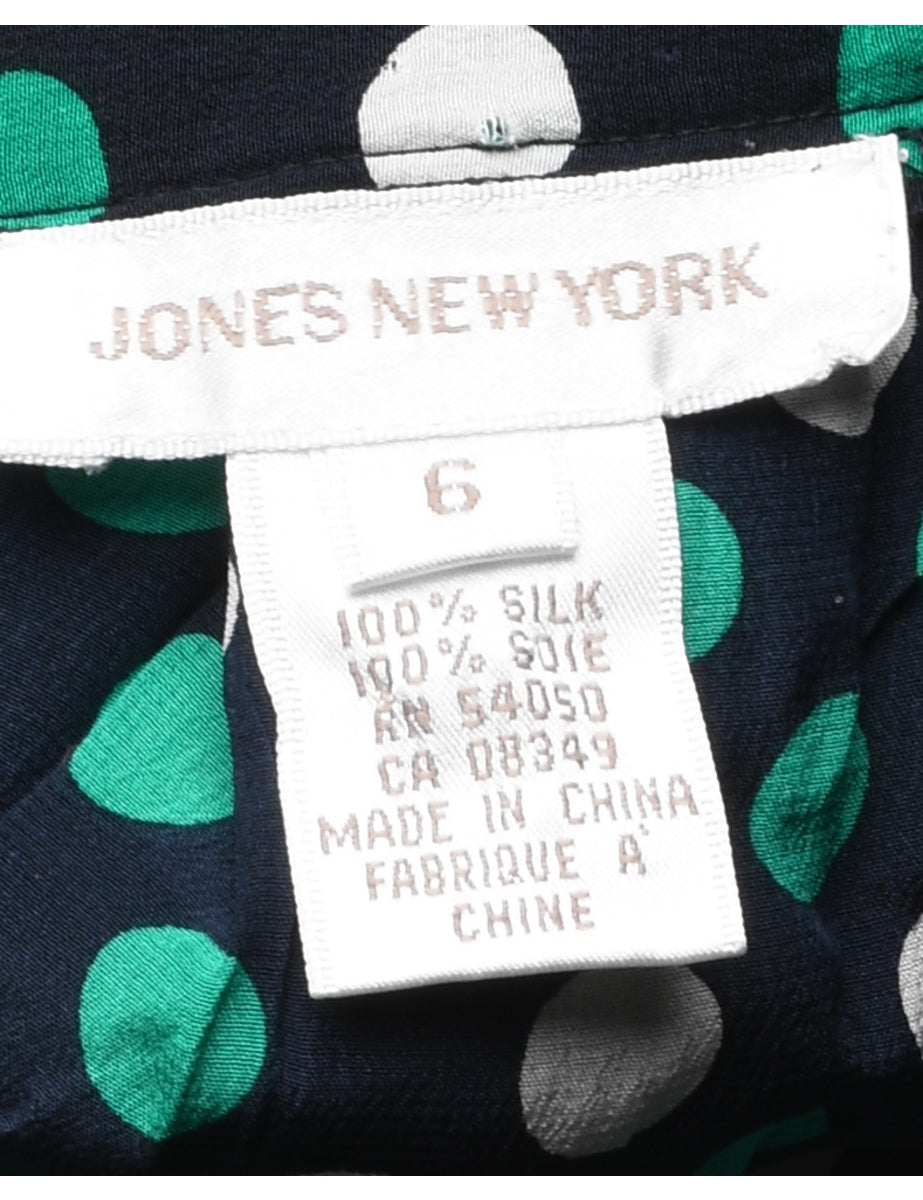 JONES NEW YORK
6
100% SILK
100% SOIE
RN 54050
CA 08349
MADE IN CHINA
FABRIQUE A'
CHINE